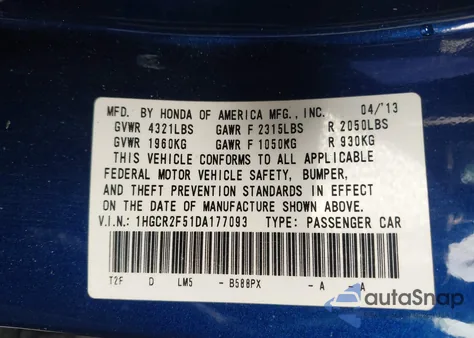 MFD. BY HONDA OF AMERICA MFG., INC. 04/'13
GVWR 4321LBS GAWR F 2315LBS R 2050LBS
GVWR 1960KG GAWR F 1050KG R 930KG
THIS VEHICLE CONFORMS TO ALL APPLICABLE
FEDERAL MOTOR VEHICLE SAFETY, BUMPER,
AND THEFT PREVENTION STANDARDS IN EFFECT
ON THE DATE OF MANUFACTURE SHOWN ABOVE.
V.I.N.: 1HGCR2F51DA177093 TYPE: PASSENGER CAR
T2F D LM5 - B588PX - A - A
autoSnap